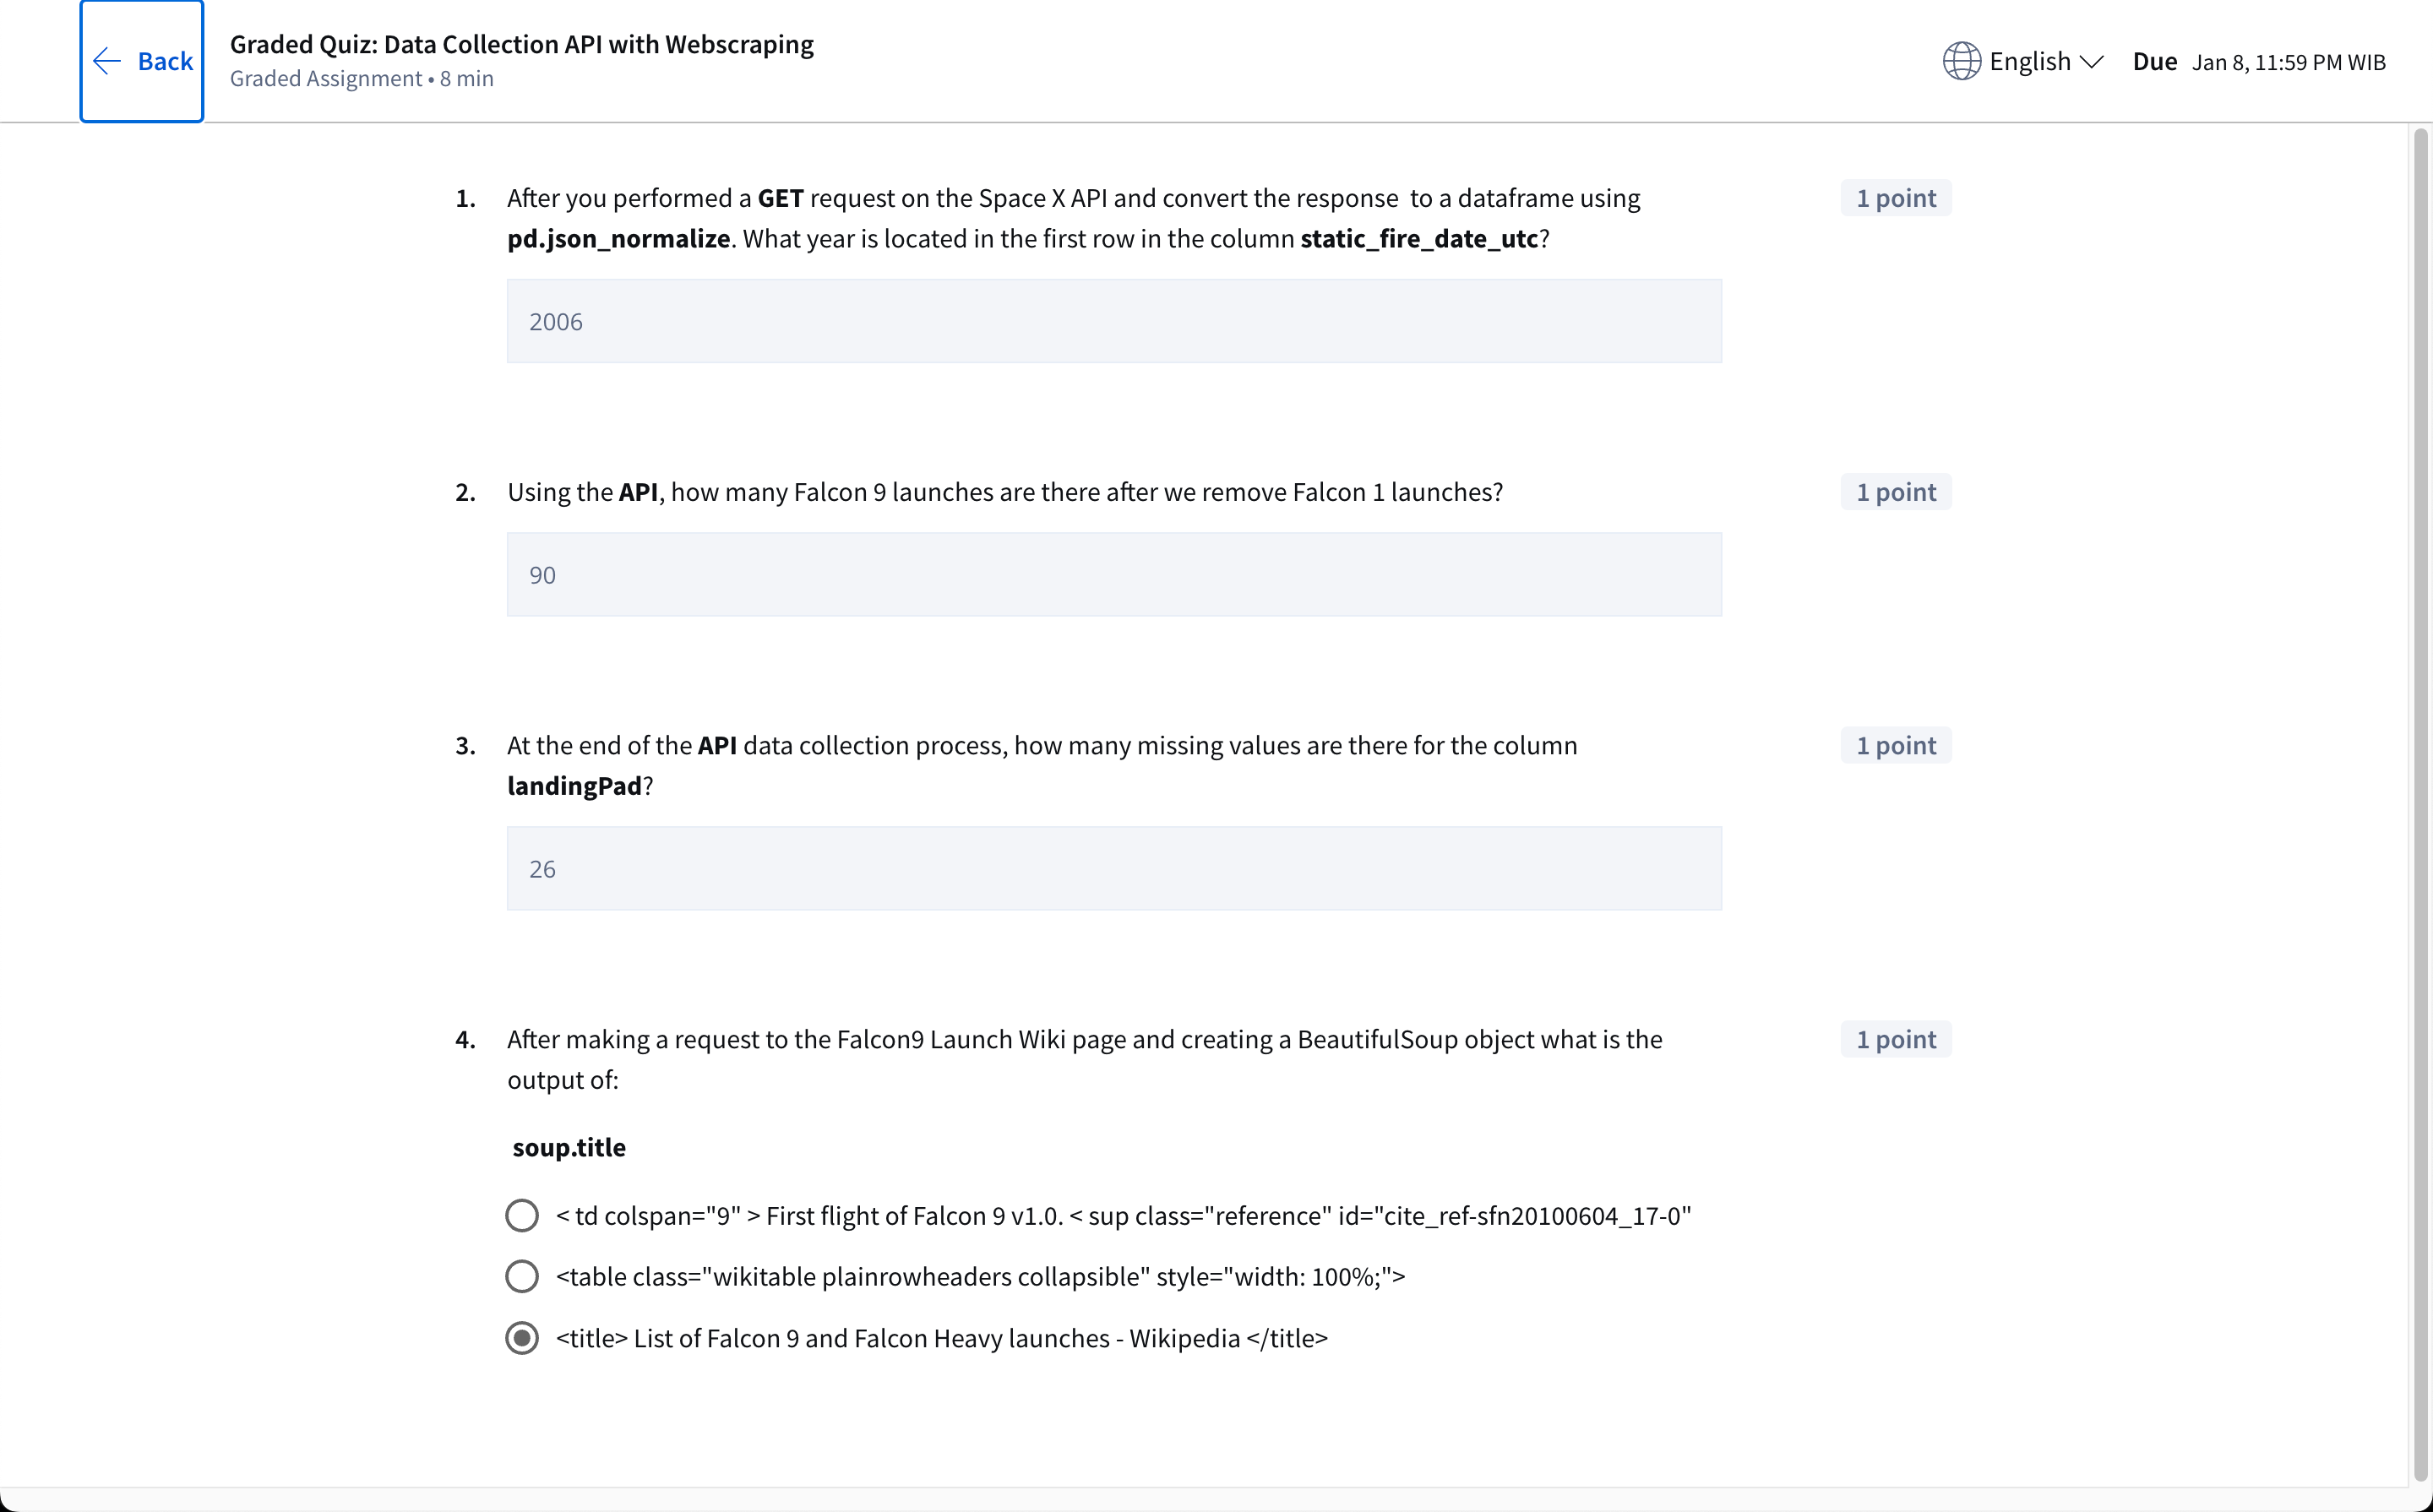 Back
Graded Quiz: Data Collection API with Webscraping
Graded Assignment • 8 min
English
Due Jan 8, 11:59 PM WIB
1. After you performed a GET request on the Space X API and convert the response  to a dataframe using
pd.json_normalize. What year is located in the first row in the column static_fire_date_utc?
1 point
2006
2. Using the API, how many Falcon 9 launches are there after we remove Falcon 1 launches?
1 point
90
3. At the end of the API data collection process, how many missing values are there for the column
landingPad?
1 point
26
4. After making a request to the Falcon9 Launch Wiki page and creating a BeautifulSoup object what is the
output of:
1 point
soup.title
< td colspan="9" > First flight of Falcon 9 v1.0. < sup class="reference" id="cite_ref-sfn20100604_17-0"
<table class="wikitable plainrowheaders collapsible" style="width: 100%;">
<title> List of Falcon 9 and Falcon Heavy launches - Wikipedia </title>